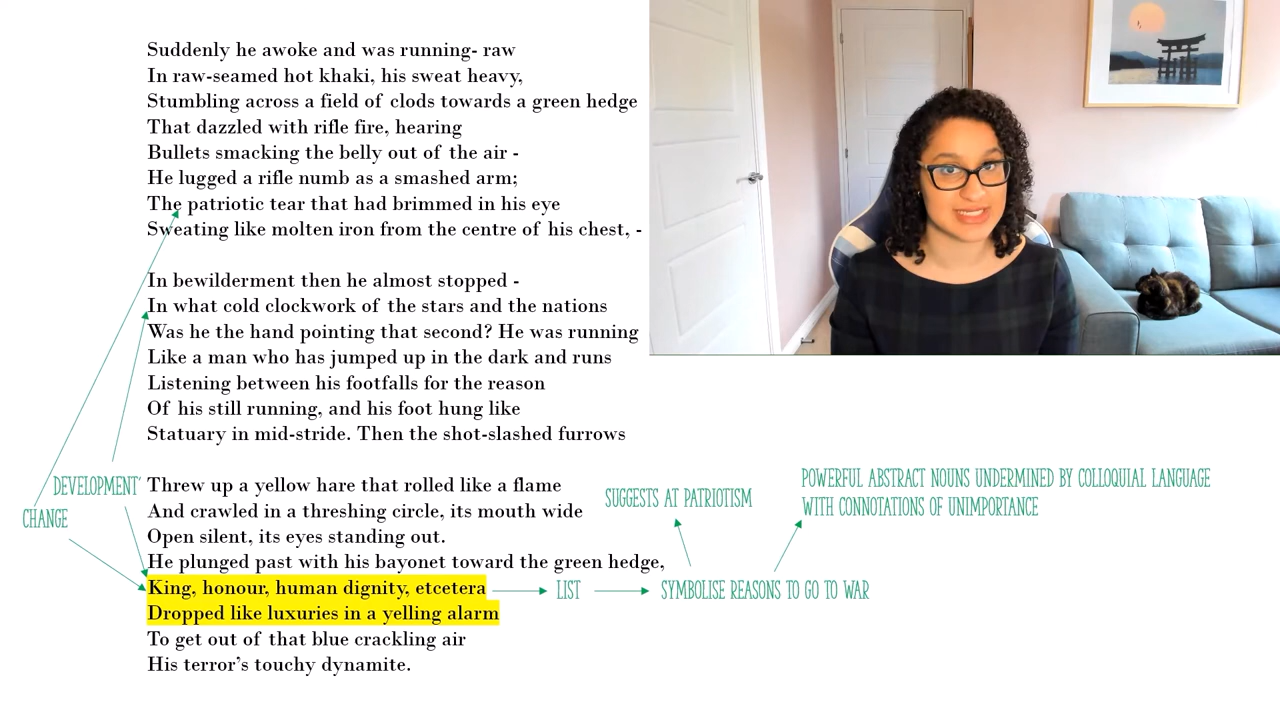 Suddenly he awoke and was running- raw
In raw-seamed hot khaki, his sweat heavy,
Stumbling across a field of clods towards a green hedge
That dazzled with rifle fire, hearing
Bullets smacking the belly out of the air -
He lugged a rifle numb as a smashed arm;
The patriotic tear that had brimmed in his eye
Sweating like molten iron from the centre of his chest, -
In bewilderment then he almost stopped -
In what cold clockwork of the stars and the nations
Was he the hand pointing that second? He was running
Like a man who has jumped up in the dark and runs
Listening between his footfalls for the reason
Of his still running, and his foot hung like
Statuary in mid-stride. Then the shot-slashed furrows
Threw up a yellow hare that rolled like a flame
And crawled in a threshing circle, its mouth wide
Open silent, its eyes standing out.
He plunged past with his bayonet toward the green hedge,
King, honour, human dignity, etcetera
Dropped like luxuries in a yelling alarm
To get out of that blue crackling air
His terror's touchy dynamite.
DEVELOPMENT
CHANGE
LIST
SYMBOLISE REASONS TO GO TO WAR
SUGGESTS AT PATRIOTISM
POWERFUL ABSTRACT NOUNS UNDERMINED BY COLLOQUIAL LANGUAGE
WITH CONNOTATIONS OF UNIMPORTANCE